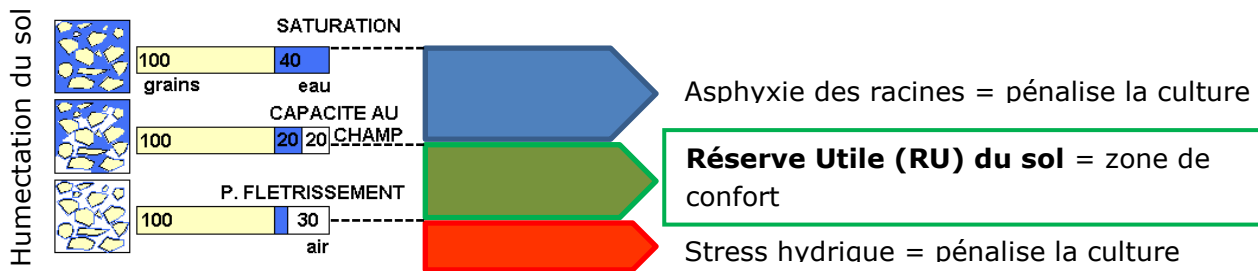 Humectation du sol
SATURATION
100 40
grains eau
CAPACITE AU
CHAMP
100 20 20
P. FLETRISSEMENT
100 30
air
Asphyxie des racines = pénalise la culture
Réserve Utile (RU) du sol = zone de
confort
Stress hydrique = pénalise la culture